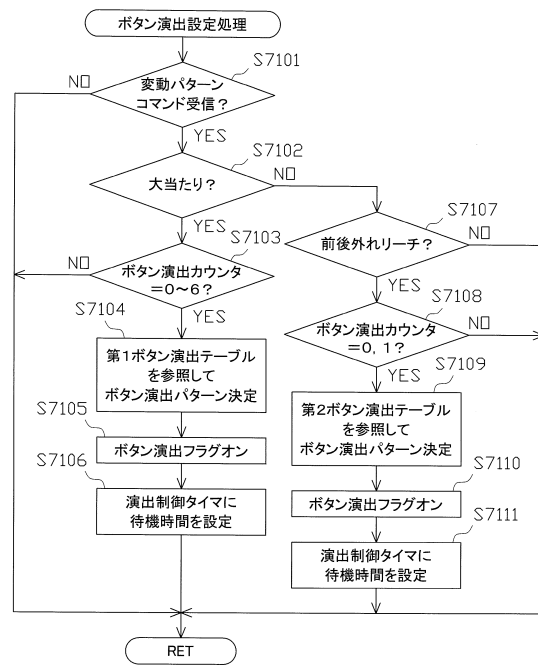 ボタン演出設定処理
S7101
NO
変動パターン
コマンド受信？
YES
S7102
大当たり？
NO
YES
S7103
NO
ボタン演出カウンタ
＝0～6？
YES
S7104
第1ボタン演出テーブル
を参照して
ボタン演出パターン決定
S7105
ボタン演出フラグオン
S7106
演出制御タイマに
待機時間を設定
S7107
前後外れリーチ？
NO
YES
S7108
ボタン演出カウンタ
＝0，1？
NO
YES
S7109
第2ボタン演出テーブル
を参照して
ボタン演出パターン決定
S7110
ボタン演出フラグオン
S7111
演出制御タイマに
待機時間を設定
RET